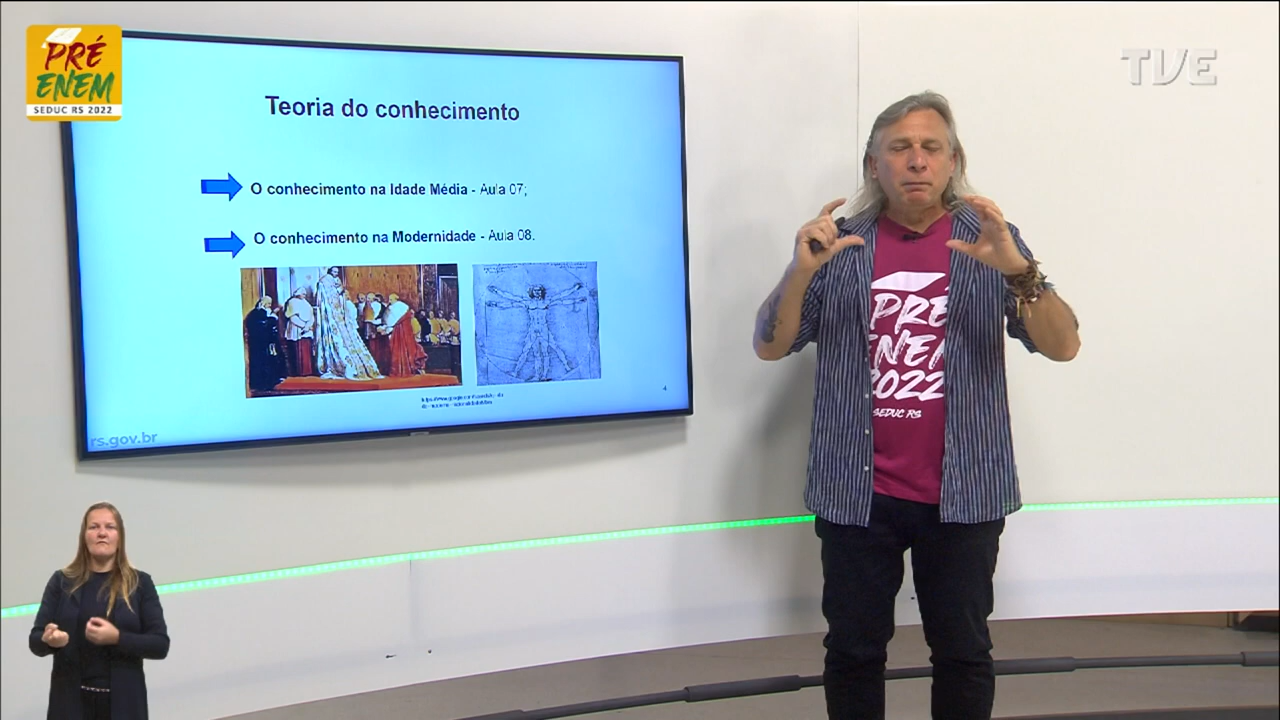 PRÉ
ENEM
SEDUC RS 2022
TVE
Teoria do conhecimento
O conhecimento na Idade Média - Aula 07;
O conhecimento na Modernidade - Aula 08.
4
rs.gov.br
PRÉ
ENEM
2022
SEDUC RS